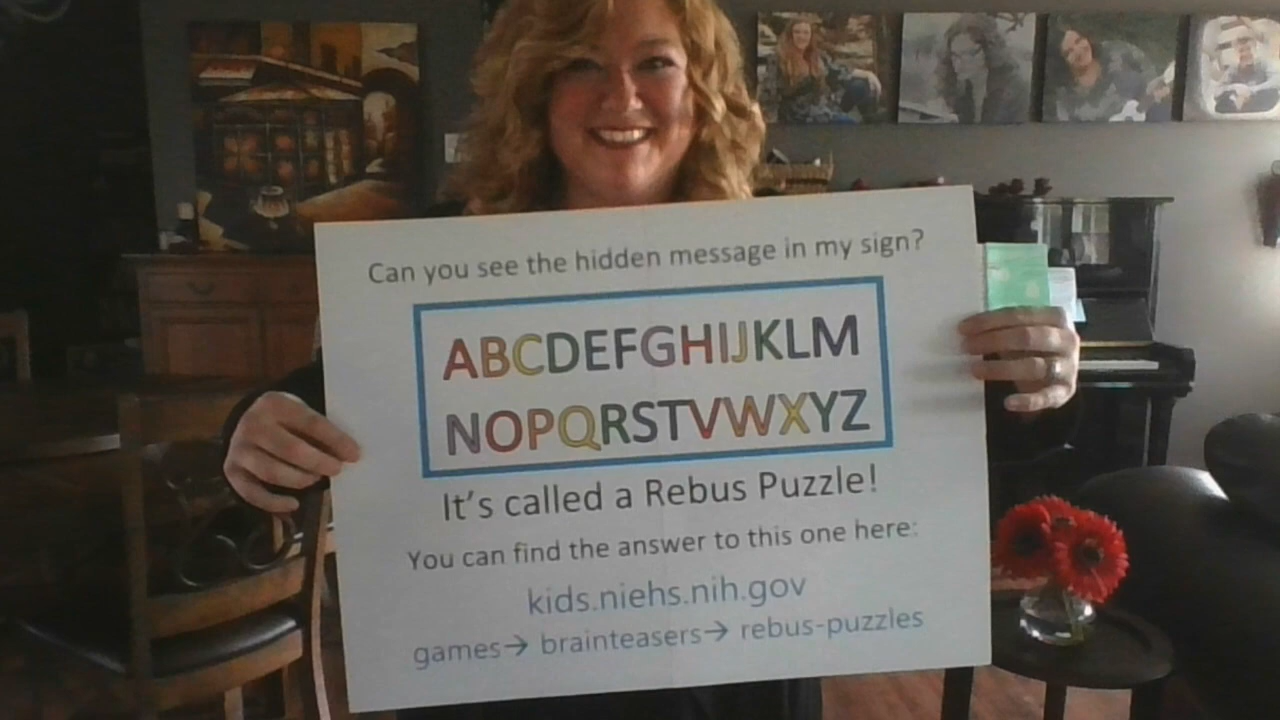 Can you see the hidden message in my sign?
ABCDEFGHIJKLM
NOPQRSTVWXYZ
It's called a Rebus Puzzle!
You can find the answer to this one here:
kids.niehs.nih.gov
games→ brainteasers→ rebus-puzzles